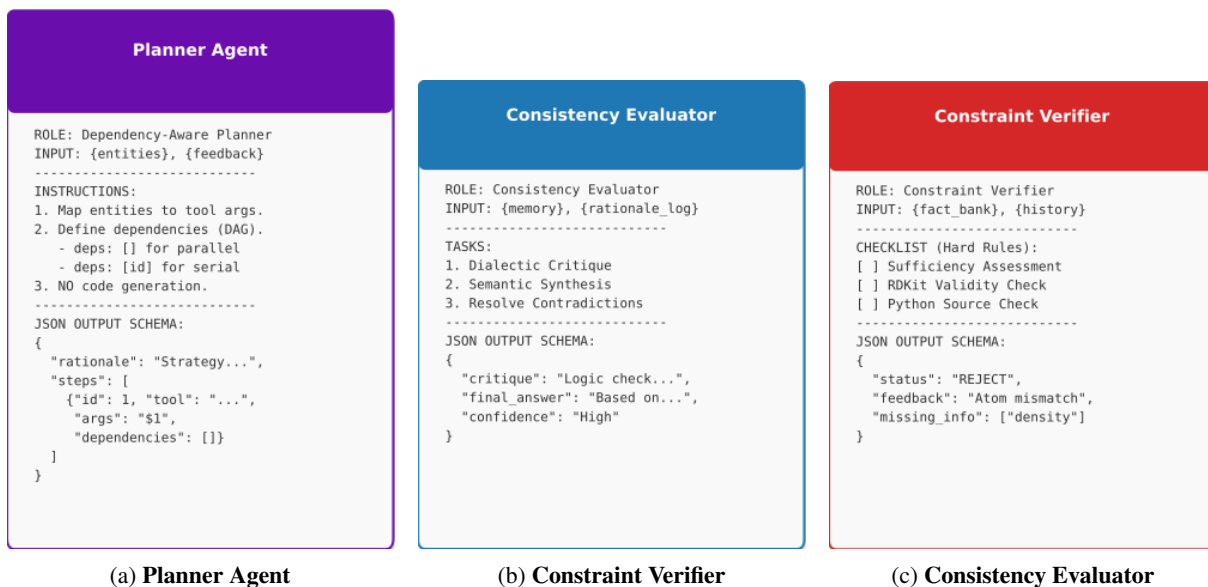 Planner Agent
ROLE: Dependency-Aware Planner
INPUT: {entities}, {feedback}
----------------------------
INSTRUCTIONS:
1. Map entities to tool args.
2. Define dependencies (DAG).
   - deps: [] for parallel
   - deps: [id] for serial
3. NO code generation.
----------------------------
JSON OUTPUT SCHEMA:
{
  "rationale": "Strategy...",
  "steps": [
    {"id": 1, "tool": "...",
     "args": "$1",
     "dependencies": []}
  ]
}
(a) Planner Agent
Consistency Evaluator
ROLE: Consistency Evaluator
INPUT: {memory}, {rationale_log}
----------------------------
TASKS:
1. Dialectic Critique
2. Semantic Synthesis
3. Resolve Contradictions
----------------------------
JSON OUTPUT SCHEMA:
{
  "critique": "Logic check...",
  "final_answer": "Based on...",
  "confidence": "High"
}
(b) Constraint Verifier
Constraint Verifier
ROLE: Constraint Verifier
INPUT: {fact_bank}, {history}
----------------------------
CHECKLIST (Hard Rules):
[ ] Sufficiency Assessment
[ ] RDKit Validity Check
[ ] Python Source Check
----------------------------
JSON OUTPUT SCHEMA:
{
  "status": "REJECT",
  "feedback": "Atom mismatch",
  "missing_info": ["density"]
}
(c) Consistency Evaluator